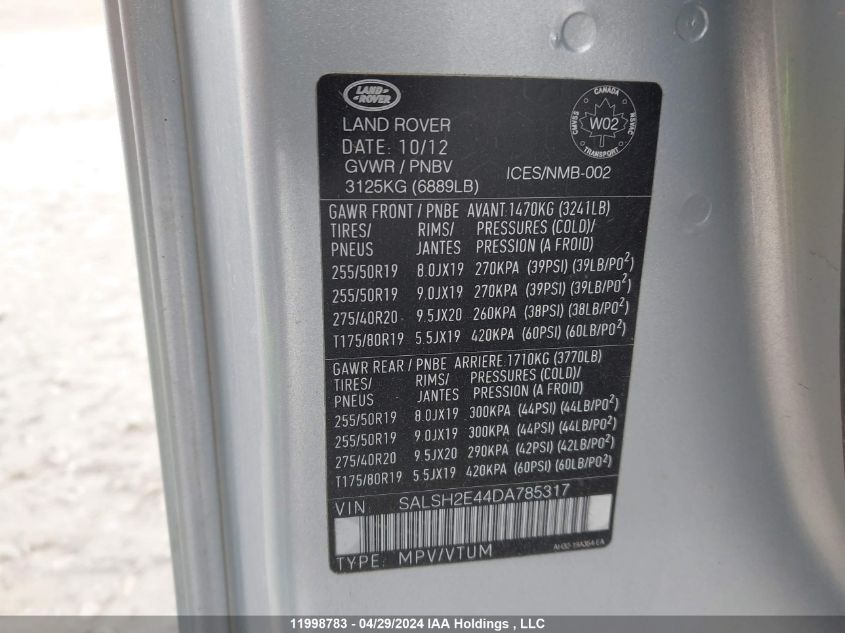 LAND
ROVER
LAND ROVER
DATE: 10/12
GVWR / PNBV
3125KG (6889LB)
CANADA
W02
TRANSPORT
ICES/NMB-002
GAWR FRONT / PNBE AVANT 1470KG (3241LB)
TIRES/ RIMS/ PRESSURES (COLD)/
PNEUS JANTES PRESSION (A FROID)
255/50R19 8.0JX19 270KPA (39PSI) (39LB/PO²)
255/50R19 9.0JX19 270KPA (39PSI) (39LB/PO²)
275/40R20 9.5JX20 260KPA (38PSI) (38LB/PO²)
T175/80R19 5.5JX19 420KPA (60PSI) (60LB/PO²)
GAWR REAR / PNBE ARRIERE 1710KG (3770LB)
TIRES/ RIMS/ PRESSURES (COLD)/
PNEUS JANTES PRESSION (A FROID)
255/50R19 8.0JX19 300KPA (44PSI) (44LB/PO²)
255/50R19 9.0JX19 300KPA (44PSI) (44LB/PO²)
275/40R20 9.5JX20 290KPA (42PSI) (42LB/PO²)
T175/80R19 5.5JX19 420KPA (60PSI) (60LB/PO²)
VIN SALSH2E44DA785317
TYPE: MPV/VTUM
11998783 - 04/29/2024 IAA Holdings , LLC